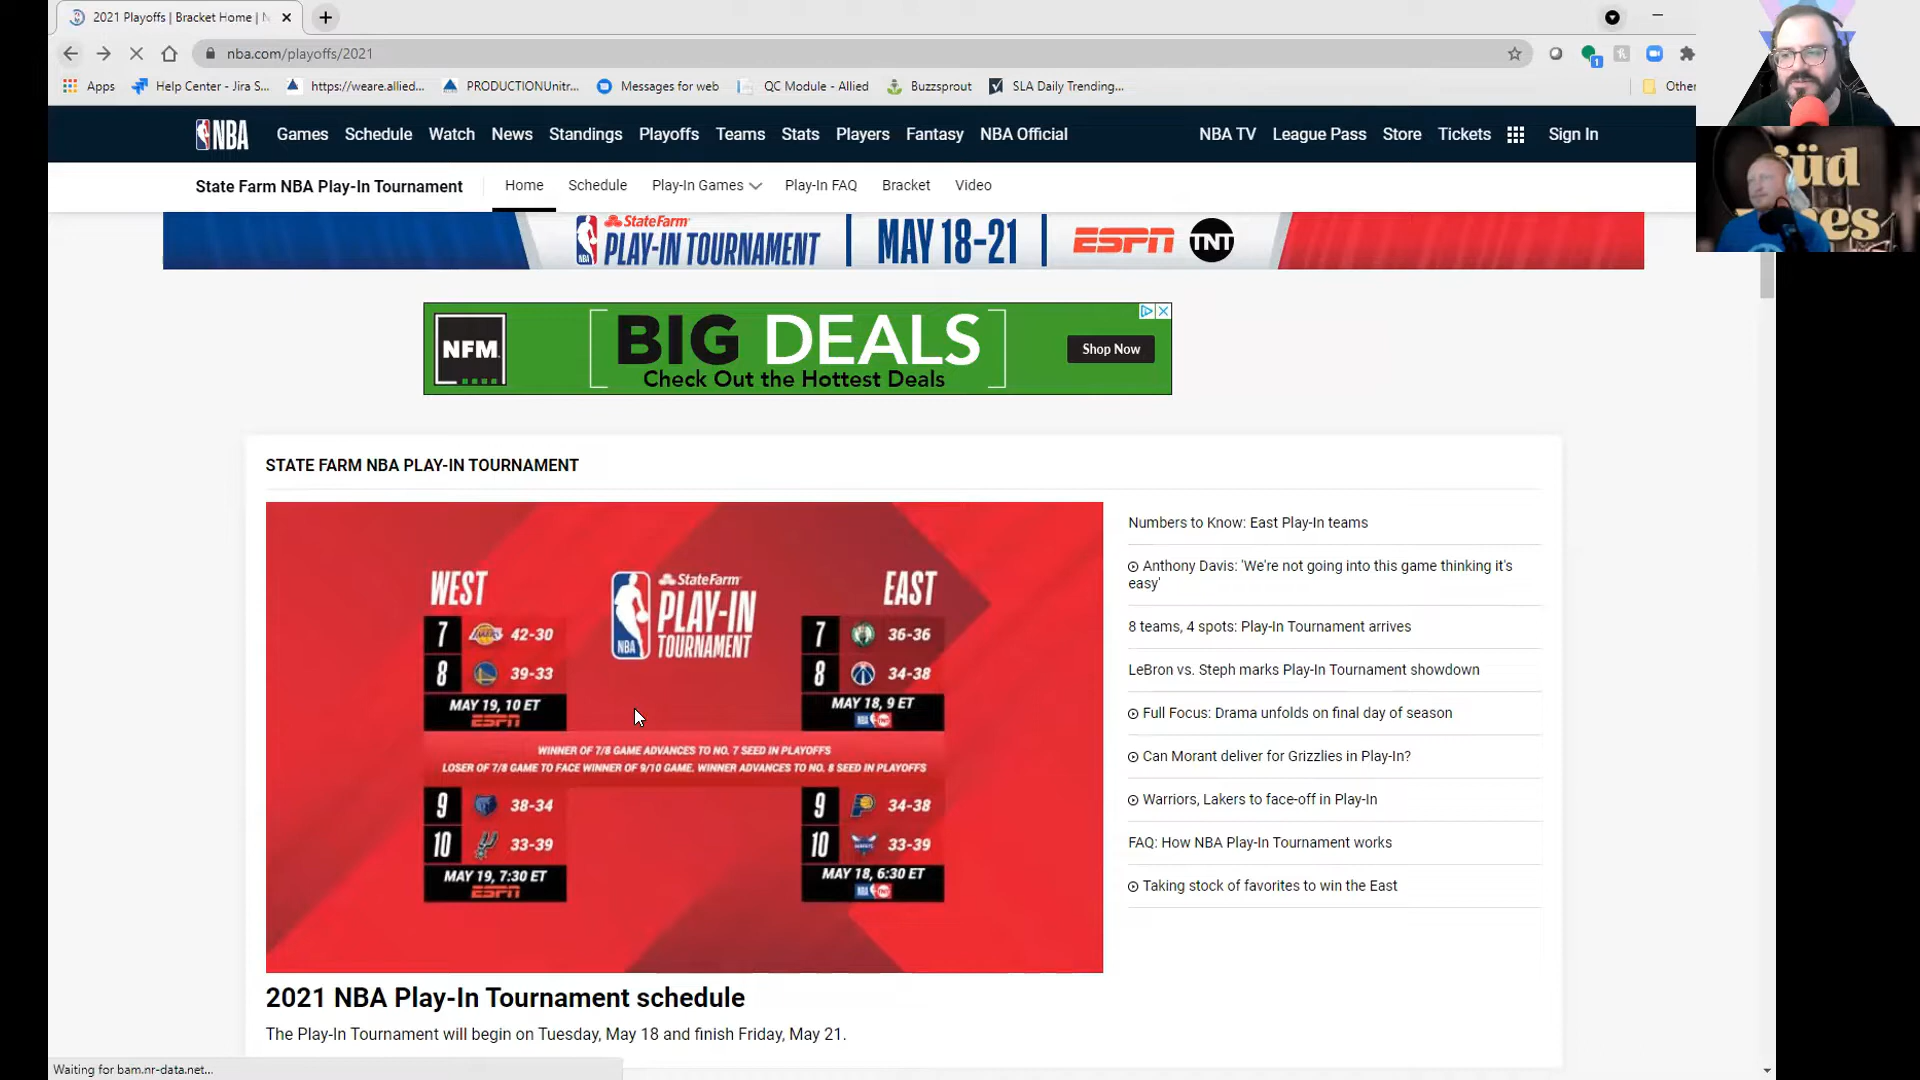 2021 Playoffs | Bracket Home | N
nba.com/playoffs/2021
Apps
Help Center - Jira S...
https://weare.allied...
PRODUCTIONUnitr...
Messages for web
QC Module - Allied
Buzzsprout
SLA Daily Trending...
Other
NBA
Games
Schedule
Watch
News
Standings
Playoffs
Teams
Stats
Players
Fantasy
NBA Official
NBA TV
League Pass
Store
Tickets
Sign In
State Farm NBA Play-In Tournament
Home
Schedule
Play-In Games
Play-In FAQ
Bracket
Video
StateFarm
PLAY-IN TOURNAMENT
MAY 18-21
ESPN
TNT
NFM
BIG DEALS
Check Out the Hottest Deals
Shop Now
STATE FARM NBA PLAY-IN TOURNAMENT
WEST
7 42-30
8 39-33
MAY 19, 10 ET
ESPN
StateFarm
PLAY-IN
TOURNAMENT
NBA
EAST
7 36-36
8 34-38
MAY 18, 9 ET
WINNER OF 7/8 GAME ADVANCES TO NO. 7 SEED IN PLAYOFFS
LOSER OF 7/8 GAME TO FACE WINNER OF 9/10 GAME. WINNER ADVANCES TO NO. 8 SEED IN PLAYOFFS
9 38-34
10 33-39
MAY 19, 7:30 ET
ESPN
9 34-38
10 33-39
MAY 18, 6:30 ET
Numbers to Know: East Play-In teams
Anthony Davis: 'We're not going into this game thinking it's
easy'
8 teams, 4 spots: Play-In Tournament arrives
LeBron vs. Steph marks Play-In Tournament showdown
Full Focus: Drama unfolds on final day of season
Can Morant deliver for Grizzlies in Play-In?
Warriors, Lakers to face-off in Play-In
FAQ: How NBA Play-In Tournament works
Taking stock of favorites to win the East
2021 NBA Play-In Tournament schedule
The Play-In Tournament will begin on Tuesday, May 18 and finish Friday, May 21.
Waiting for bam.nr-data.net...